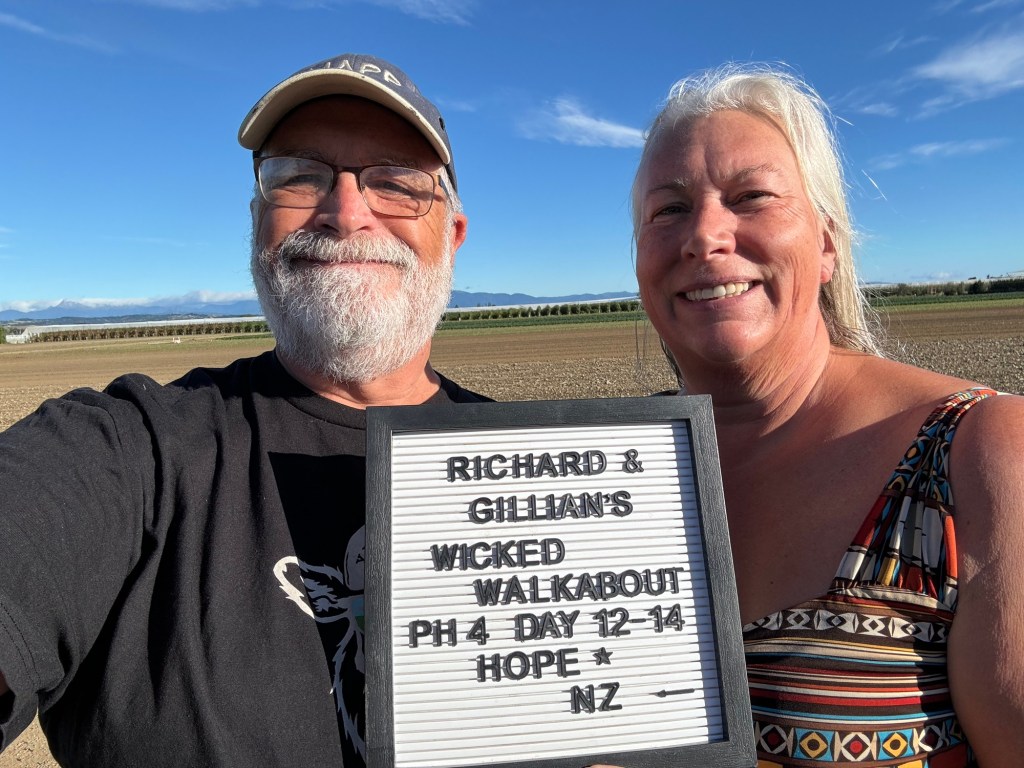 RICHARD &
GILLIAN'S
WICKED
WALKABOUT
PH 4 DAY 12-14
HOPE *
NZ ←